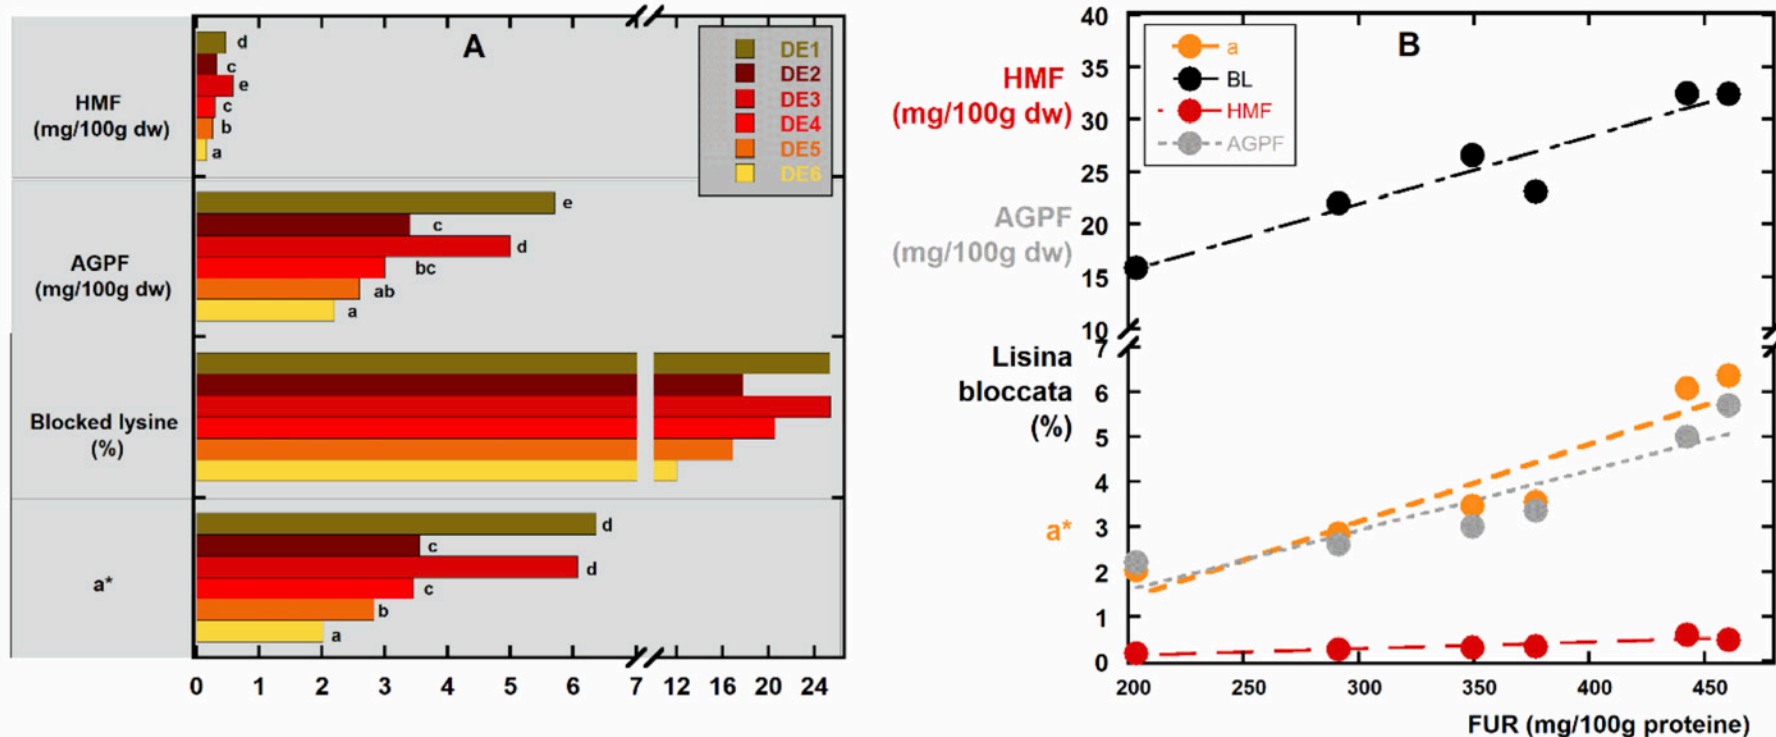 A
DE1
DE2
DE3
DE4
DE5
DE6
HMF
(mg/100g dw)
d
c
e
c
b
a
AGPF
(mg/100g dw)
e
c
d
bc
ab
a
Blocked lysine
(%)
a*
d
c
d
c
b
a
0 1 2 3 4 5 6 7 12 16 20 24
B
a
BL
HMF
AGPF
HMF
(mg/100g dw)
AGPF
(mg/100g dw)
Lisina
bloccata
(%)
a*
40
35
30
25
20
15
10
7
6
5
4
3
2
1
0
200 250 300 350 400 450
FUR (mg/100g proteine)